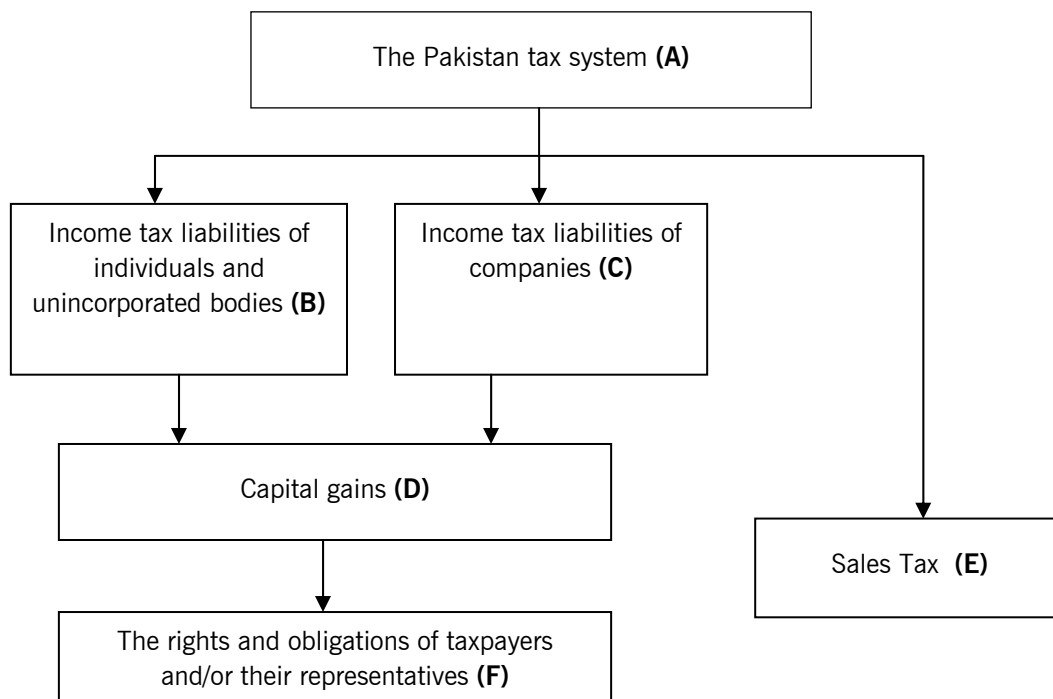 The Pakistan tax system (A)
Income tax liabilities of
individuals and
unincorporated bodies (B)
Income tax liabilities of
companies (C)
Capital gains (D)
Sales Tax (E)
The rights and obligations of taxpayers
and/or their representatives (F)